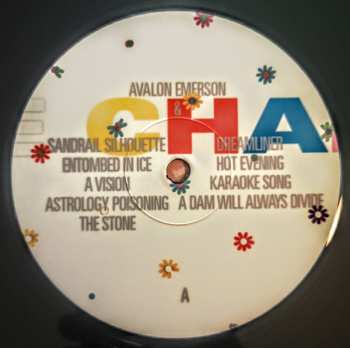 AVALON EMERSON
&
CHA
SANDRAIL SILHOUETTE
ENTOMBED IN ICE
A VISION
ASTROLOGY POISONING
THE STONE
DREAMLINER
HOT EVENING
KARAOKE SONG
A DAM WILL ALWAYS DIVIDE
A